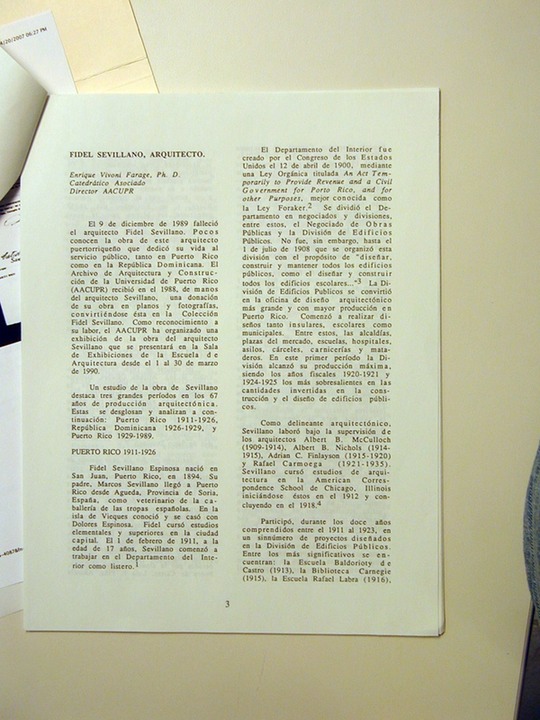 4/20/2007 06:27 PM
FIDEL SEVILLANO, ARQUITECTO.
Enrique Vivoni Farage, Ph. D.
Catedrático Asociado
Director AACUPR
El 9 de diciembre de 1989 falleció
el arquitecto Fidel Sevillano. Pocos
conocen la obra de este arquitecto
puertorriqueño que dedicó su vida al
servicio público, tanto en Puerto Rico
como en la República Dominicana. El
Archivo de Arquitectura y Construc-
ción de la Universidad de Puerto Rico
(AACUPR) recibió en el 1988, de manos
del arquitecto Sevillano, una donación
de su obra en planos y fotografías,
convirtiéndose ésta en la Colección
Fidel Sevillano. Como reconocimiento a
su labor, el AACUPR ha organizado una
exhibición de la obra del arquitecto
Sevillano que se presentará en la Sala
de Exhibiciones de la Escuela de
Arquitectura desde el 1 al 30 de marzo
de 1990.
Un estudio de la obra de Sevillano
destaca tres grandes períodos en los 67
años de producción arquitectónica.
Estas se desglosan y analizan a con-
tinuación: Puerto Rico 1911-1926,
República Dominicana 1926-1929, y
Puerto Rico 1929-1989.
PUERTO RICO 1911-1926
Fidel Sevillano Espinosa nació en
San Juan, Puerto Rico, en 1894. Su
padre, Marcos Sevillano llegó a Puerto
Rico desde Agueda, Provincia de Soria,
España, como veterinario de la ca-
ballería de las tropas españolas. En la
isla de Vieques conoció y se casó con
Dolores Espinosa. Fidel cursó estudios
elementales y superiores en la ciudad
capital. El 1 de febrero de 1911, a la
edad de 17 años, Sevillano comenzó a
trabajar en el Departamento del Inte-
rior como listero.1
El Departamento del Interior fue
creado por el Congreso de los Estados
Unidos el 12 de abril de 1900, mediante
una Ley Orgánica titulada An Act Tem-
porarily to Provide Revenue and a Civil
Government for Porto Rico, and for
other Purposes, mejor conocida como
la Ley Foraker.2 Se dividió el De-
partamento en negociados y divisiones,
entre estos, el Negociado de Obras
Públicas y la División de Edificios
Públicos. No fue, sin embargo, hasta el
1 de julio de 1908 que se organizó esta
división con el propósito de "diseñar,
construir y mantener todos los edificios
públicos, como el diseñar y construir
todos los edificios escolares..."3 La Di-
visión de Edificios Publicos se convirtió
en la oficina de diseño arquitectónico
más grande y con mayor producción en
Puerto Rico. Comenzó a realizar di-
seños tanto insulares, escolares como
municipales. Entre estos, las alcaldías,
plazas del mercado, escuelas, hospitales,
asilos, cárceles, carnicerías y mata-
deros. En este primer período la Di-
visión alcanzó su producción máxima,
siendo los años fiscales 1920-1921 y
1924-1925 los más sobresalientes en las
cantidades invertidas en la cons-
trucción y el diseño de edificios públi-
cos.
Como delineante arquitectónico,
Sevillano laboró bajo la supervisión de
los arquitectos Albert B. McCulloch
(1909-1914), Albert B. Nichols (1914-
1915), Adrian C. Finlayson (1915-1920)
y Rafael Carmoega (1921-1935).
Sevillano cursó estudios de arqui-
tectura en la American Corres-
pondence School de Chicago, Illinois
iniciándose éstos en el 1912 y con-
cluyendo en el 1918.4
Participó, durante los doce años
comprendidos entre el 1911 al 1923, en
un sinnúmero de proyectos diseñados
en la División de Edificios Públicos.
Entre los más significativos se en-
cuentran: la Escuela Baldorioty de
Castro (1913), la Biblioteca Carnegie
(1915), la Escuela Rafael Labra (1916),
3